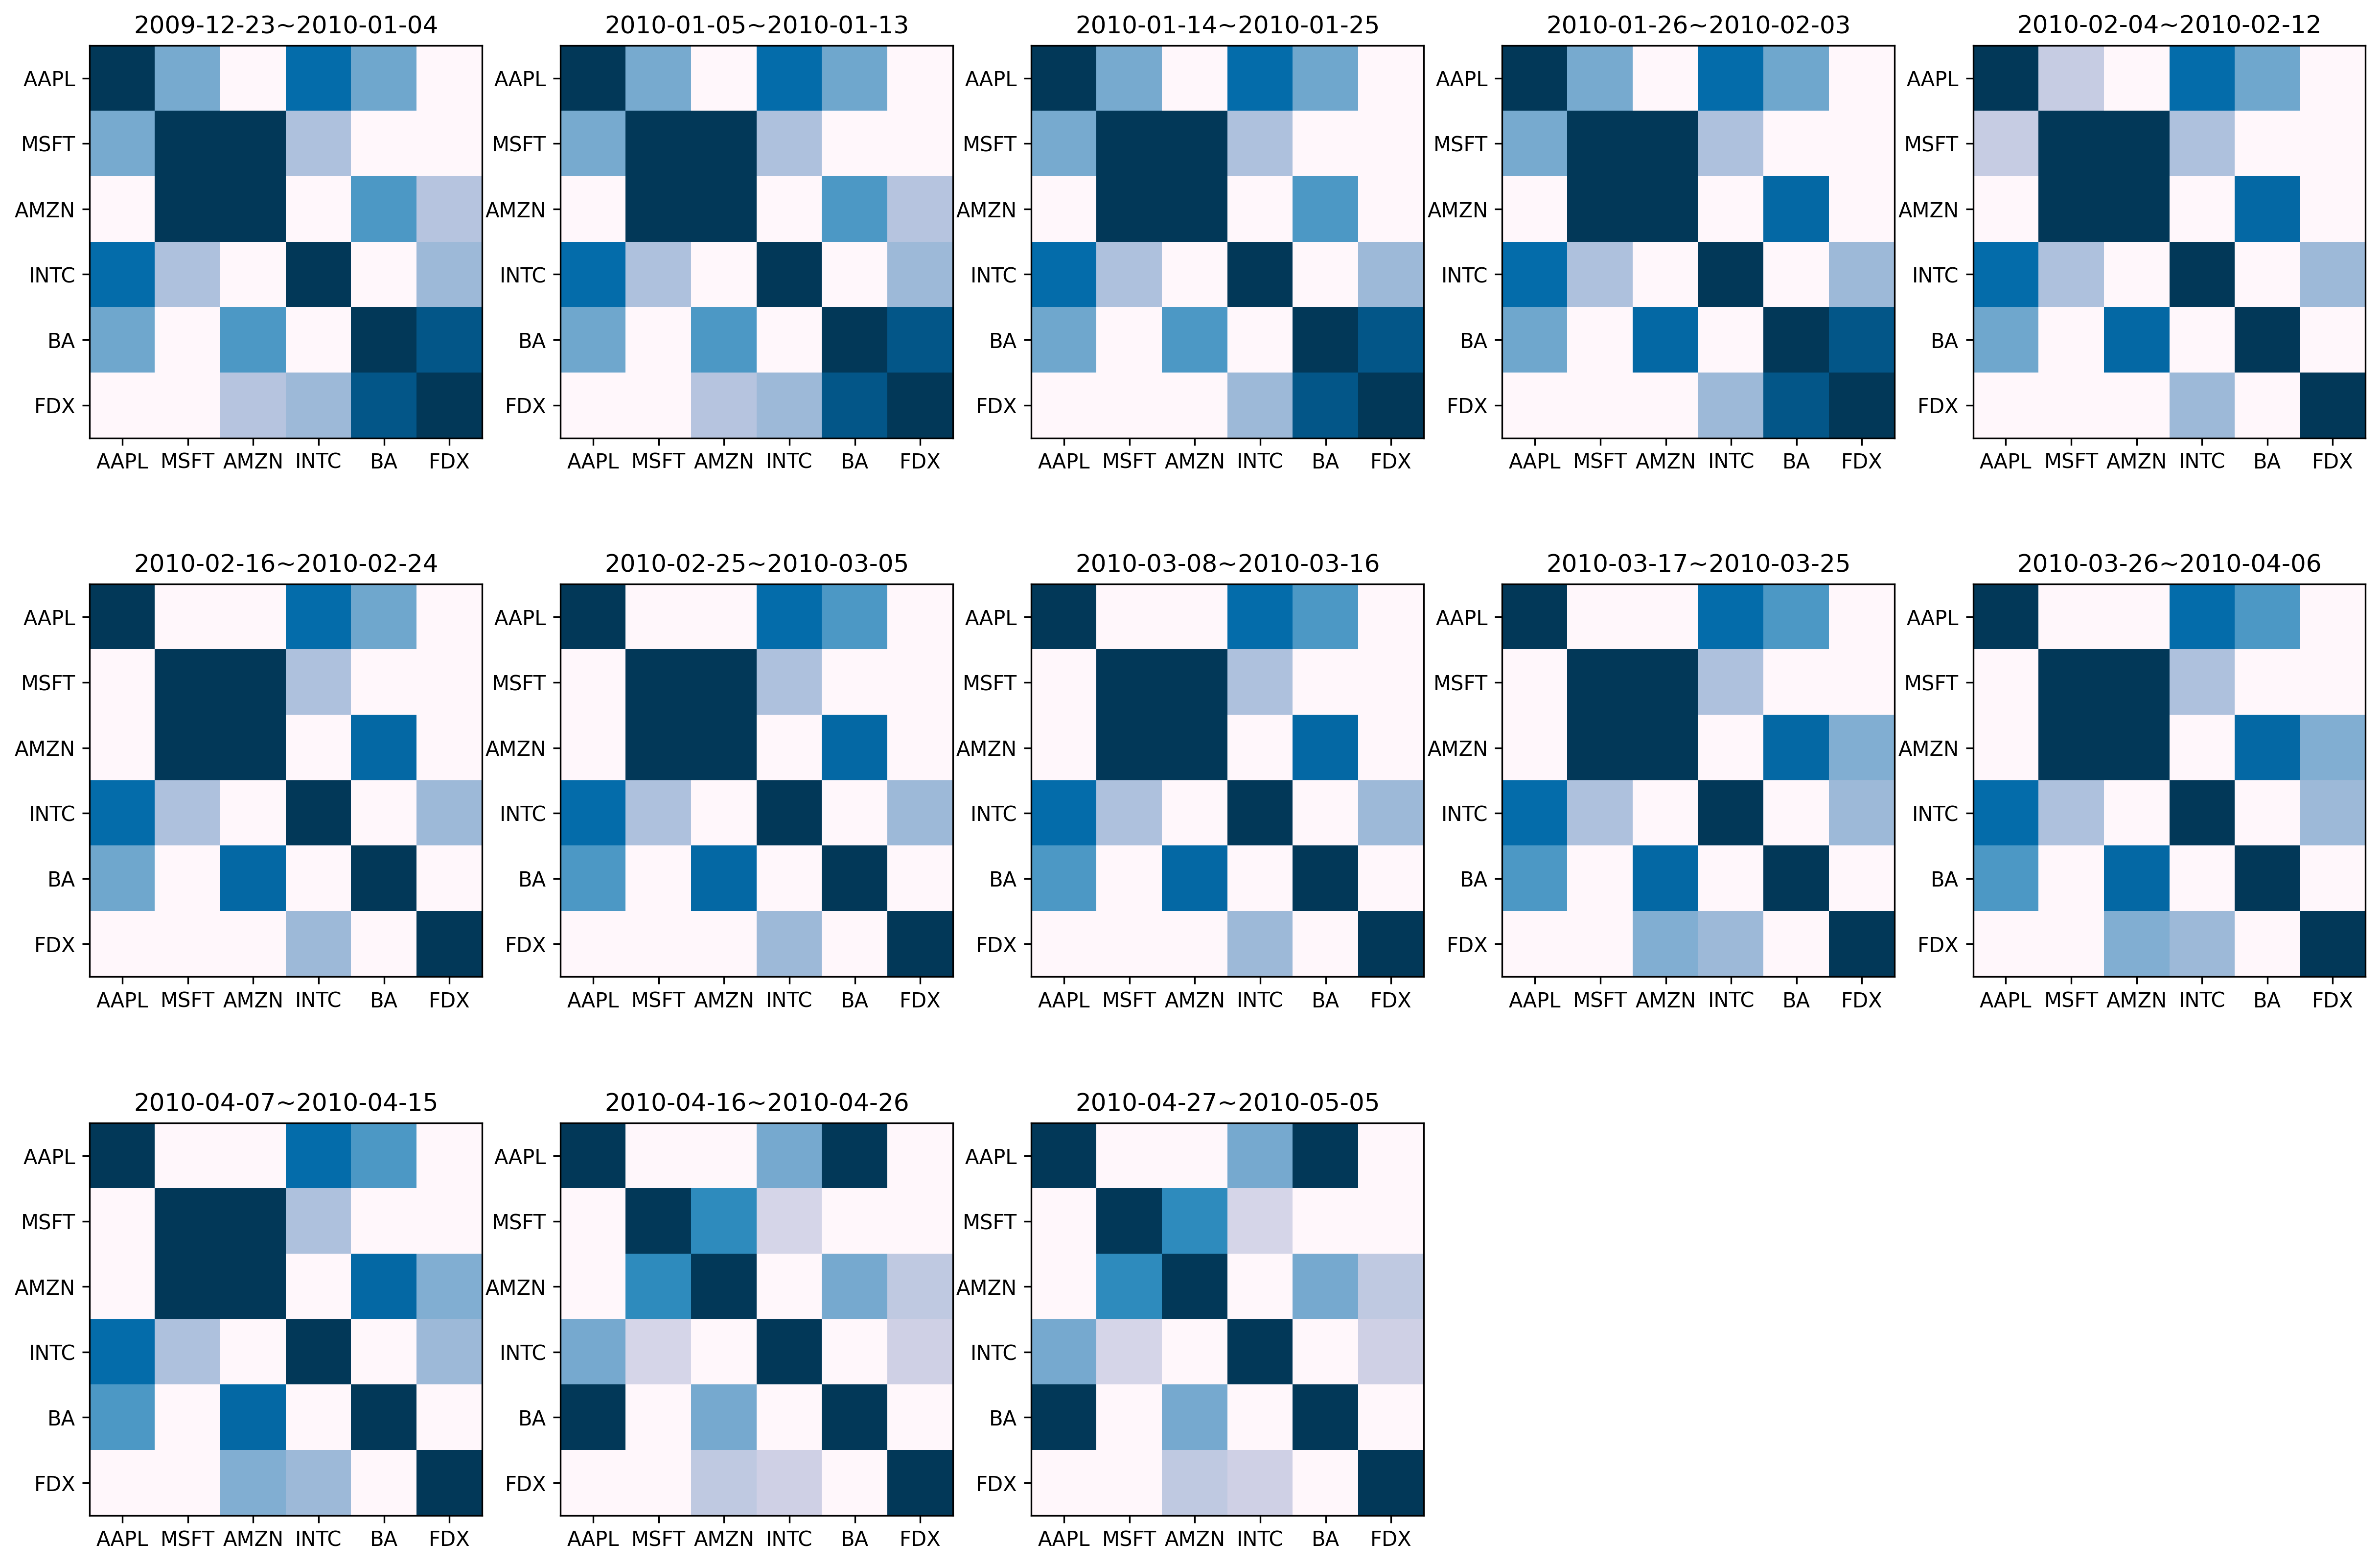 2009-12-23~2010-01-04
AAPL
MSFT
AMZN
INTC
BA
FDX
AAPL MSFT AMZN INTC BA FDX
2010-01-05~2010-01-13
AAPL
MSFT
AMZN
INTC
BA
FDX
AAPL MSFT AMZN INTC BA FDX
2010-01-14~2010-01-25
AAPL
MSFT
AMZN
INTC
BA
FDX
AAPL MSFT AMZN INTC BA FDX
2010-01-26~2010-02-03
AAPL
MSFT
AMZN
INTC
BA
FDX
AAPL MSFT AMZN INTC BA FDX
2010-02-04~2010-02-12
AAPL
MSFT
AMZN
INTC
BA
FDX
AAPL MSFT AMZN INTC BA FDX
2010-02-16~2010-02-24
AAPL
MSFT
AMZN
INTC
BA
FDX
AAPL MSFT AMZN INTC BA FDX
2010-02-25~2010-03-05
AAPL
MSFT
AMZN
INTC
BA
FDX
AAPL MSFT AMZN INTC BA FDX
2010-03-08~2010-03-16
AAPL
MSFT
AMZN
INTC
BA
FDX
AAPL MSFT AMZN INTC BA FDX
2010-03-17~2010-03-25
AAPL
MSFT
AMZN
INTC
BA
FDX
AAPL MSFT AMZN INTC BA FDX
2010-03-26~2010-04-06
AAPL
MSFT
AMZN
INTC
BA
FDX
AAPL MSFT AMZN INTC BA FDX
2010-04-07~2010-04-15
AAPL
MSFT
AMZN
INTC
BA
FDX
AAPL MSFT AMZN INTC BA FDX
2010-04-16~2010-04-26
AAPL
MSFT
AMZN
INTC
BA
FDX
AAPL MSFT AMZN INTC BA FDX
2010-04-27~2010-05-05
AAPL
MSFT
AMZN
INTC
BA
FDX
AAPL MSFT AMZN INTC BA FDX